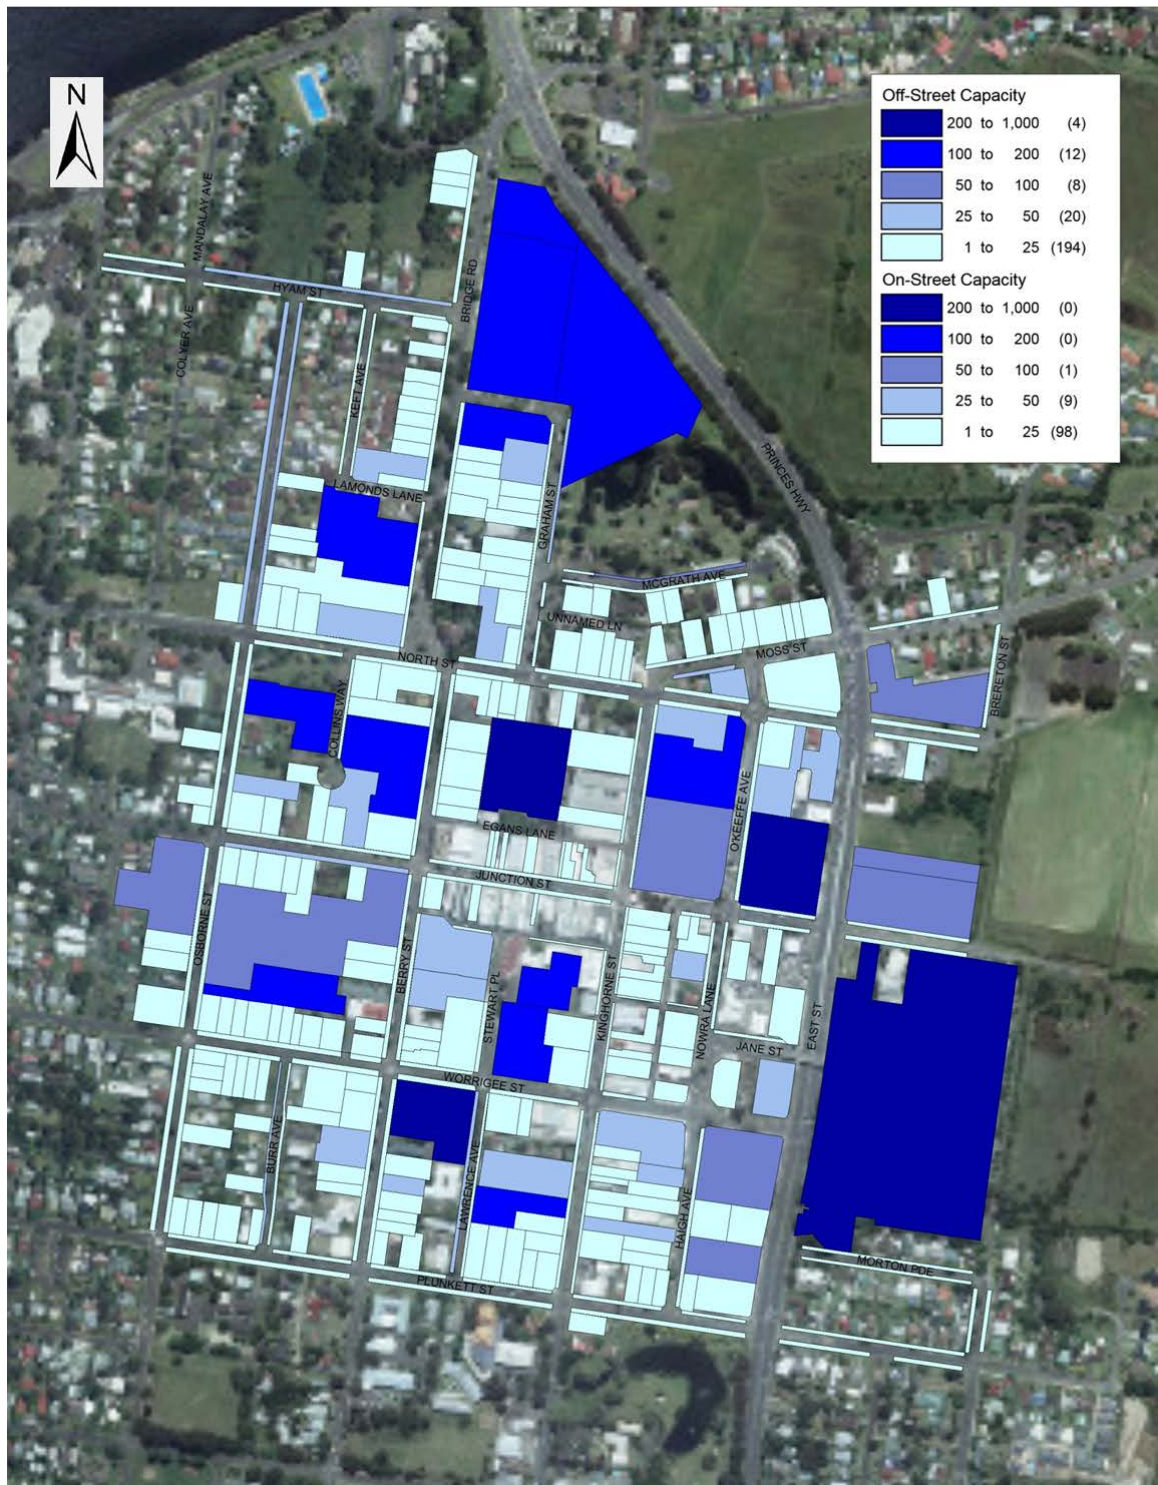 N
Off-Street Capacity
200 to 1,000 (4)
100 to 200 (12)
50 to 100 (8)
25 to 50 (20)
1 to 25 (194)
On-Street Capacity
200 to 1,000 (0)
100 to 200 (0)
50 to 100 (1)
25 to 50 (9)
1 to 25 (98)
MANDALAY AVE
HYAM ST
BRIDGE RD
COLYER AVE
KEFT AVE
PRINCES HWY
LAMONDS LANE
GRAHAM ST
MCGRATH AVE
UNNAMED LN
MOSS ST
NORTH ST
BRERETON ST
COLLINS WAY
EGANS LANE
O'KEEFFE AVE
JUNCTION ST
OSBORNE ST
BERRY ST
STEWART PL
KINGHORNE ST
NOWRA LANE
JANE ST
EAST ST
WORRIGEE ST
BURR AVE
LAWRENCE AVE
HAIGH AVE
MORTON PDE
PLUNKETT ST